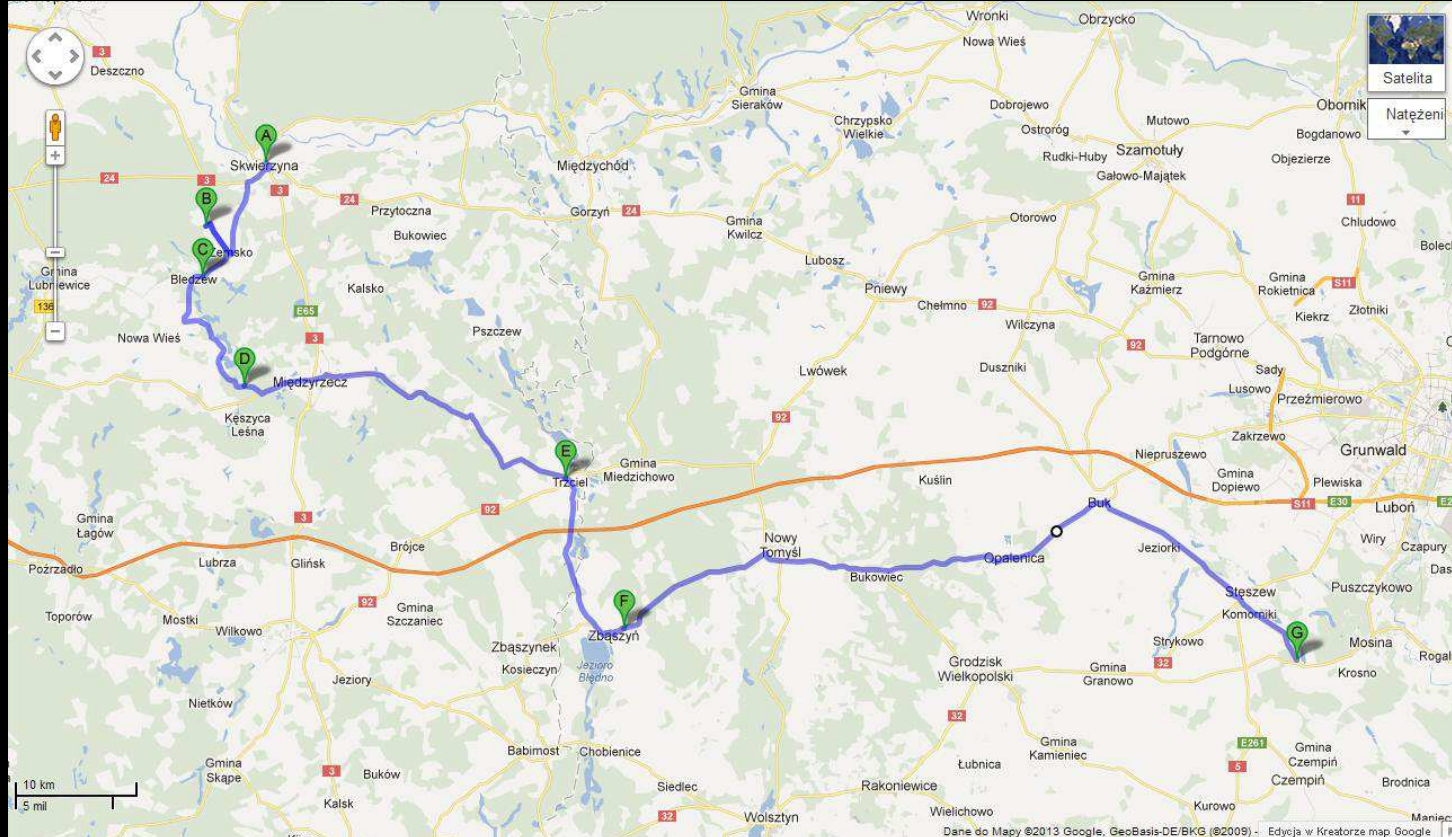 Wronki
Obrzycko
Nowa Wieś
3
Deszczno
Satelita
Gmina
Sieraków
Dobrojewo
Natężeni
Chrzypsko
Wielkie
Mutowo
Bogdanowo
Ostroróg
A
Skwierzyna
Międzychód
Rudki-Huby
Szamotuły
Objezierze
Gałowo-Majątek
24
3
3
24
B
Przytoczna
Gorzyń
24
11
Gmina
Kwilcz
Otorowo
Chludowo
Bukowiec
C
Zemsko
Bledzew
Lubosz
Gmina
Lubniewice
Kalsko
Pniewy
Gmina
Kaźmierz
Gmina
Rokietnica
S11
136
E65
Chełmno
92
Złotniki
Kiekrz
Nowa Wieś
3
Pszczew
Wilczyna
92
Tarnowo
Podgórne
D
Międzyrzecz
Lwówek
Duszniki
Sady
Lusowo
Przeźmierowo
Kęszyca
Leśna
92
Zakrzewo
E
Trzciel
Gmina
Miedzichowo
Niepruszewo
Grunwald
Kuślin
Gmina
Dopiewo
Plewiska
92
Buk
S11
E30
Luboń
3
Gmina
Łagów
Nowy
Tomyśl
Brójce
Jeziorki
Wiry
Czapury
Pożrzadło
Lubrza
Glińsk
Opalenica
Bukowiec
Puszczykowo
92
F
Stęszew
Toporów
Mostki
Gmina
Szczaniec
Komorniki
Wilkowo
Zbąszyń
G
Zbąszynek
Strykowo
Mosina
Kosieczyn
Jezioro
Błędno
Grodzisk
Wielkopolski
Gmina
Granowo
32
Krosno
Jeziory
Nietków
32
Babimost
Chobienice
Gmina
Kamieniec
E261
Gmina
Czempiń
Gmina
Skąpe
3
Buków
Łubnica
5
Czempiń
10 km
Siedlec
Rakoniewice
Brodnica
5 mil
Kalsk
Kurowo
32
Wolsztyn
Wielichowo
Dane do Mapy ©2013 Google, GeoBasis-DE/BKG (©2009) - Edycja w Kreatorze map Google